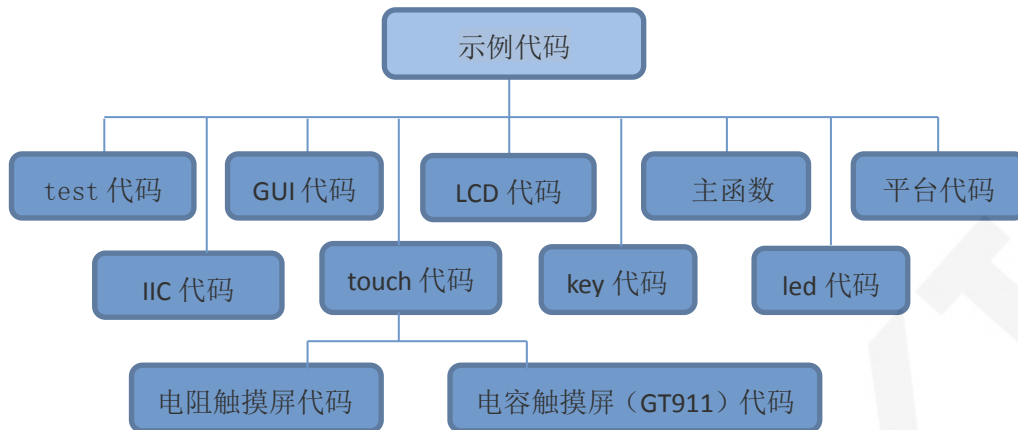 示例代码
test 代码
GUI 代码
LCD 代码
主函数
平台代码
IIC 代码
touch 代码
key 代码
led 代码
电阻触摸屏代码
电容触摸屏（GT911）代码